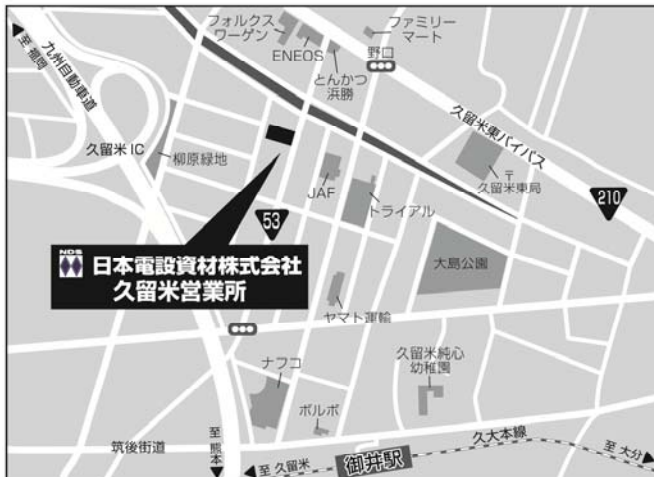 フォルクス
ワーゲン
ENEOS
とんかつ
浜勝
ファミリー
マート
野口
至 福岡
九州自動車道
久留米IC
柳原緑地
久留米東バイパス
〒
久留米東局
210
JAF
トライアル
53
NDS
日本電設資材株式会社
久留米営業所
大島公園
ヤマト運輸
ナフコ
久留米純心
幼稚園
ボルボ
筑後街道
至 熊本
至 久留米
御井駅
久大本線
至 大分